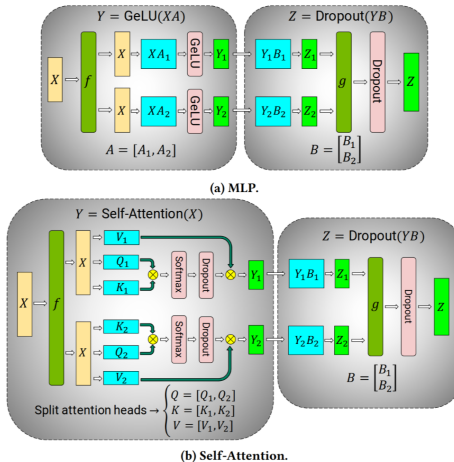 Y = GeLU(XA)
Z = Dropout(YB)
X
f
X
XA₁
GeLU
Y₁
Y₁B₁
Z₁
X
XA₂
GeLU
Y₂
Y₂B₂
Z₂
g
Dropout
Z
A = [A₁, A₂]
B = [B₁
B₂]
(a) MLP.
Y = Self-Attention(X)
Z = Dropout(YB)
X
f
X
V₁
Q₁
K₁
Softmax
Dropout
Y₁
Y₁B₁
Z₁
X
K₂
Q₂
V₂
Softmax
Dropout
Y₂
Y₂B₂
Z₂
g
Dropout
Z
Split attention heads → { Q = [Q₁, Q₂]
K = [K₁, K₂]
V = [V₁, V₂]
B = [B₁
B₂]
(b) Self-Attention.